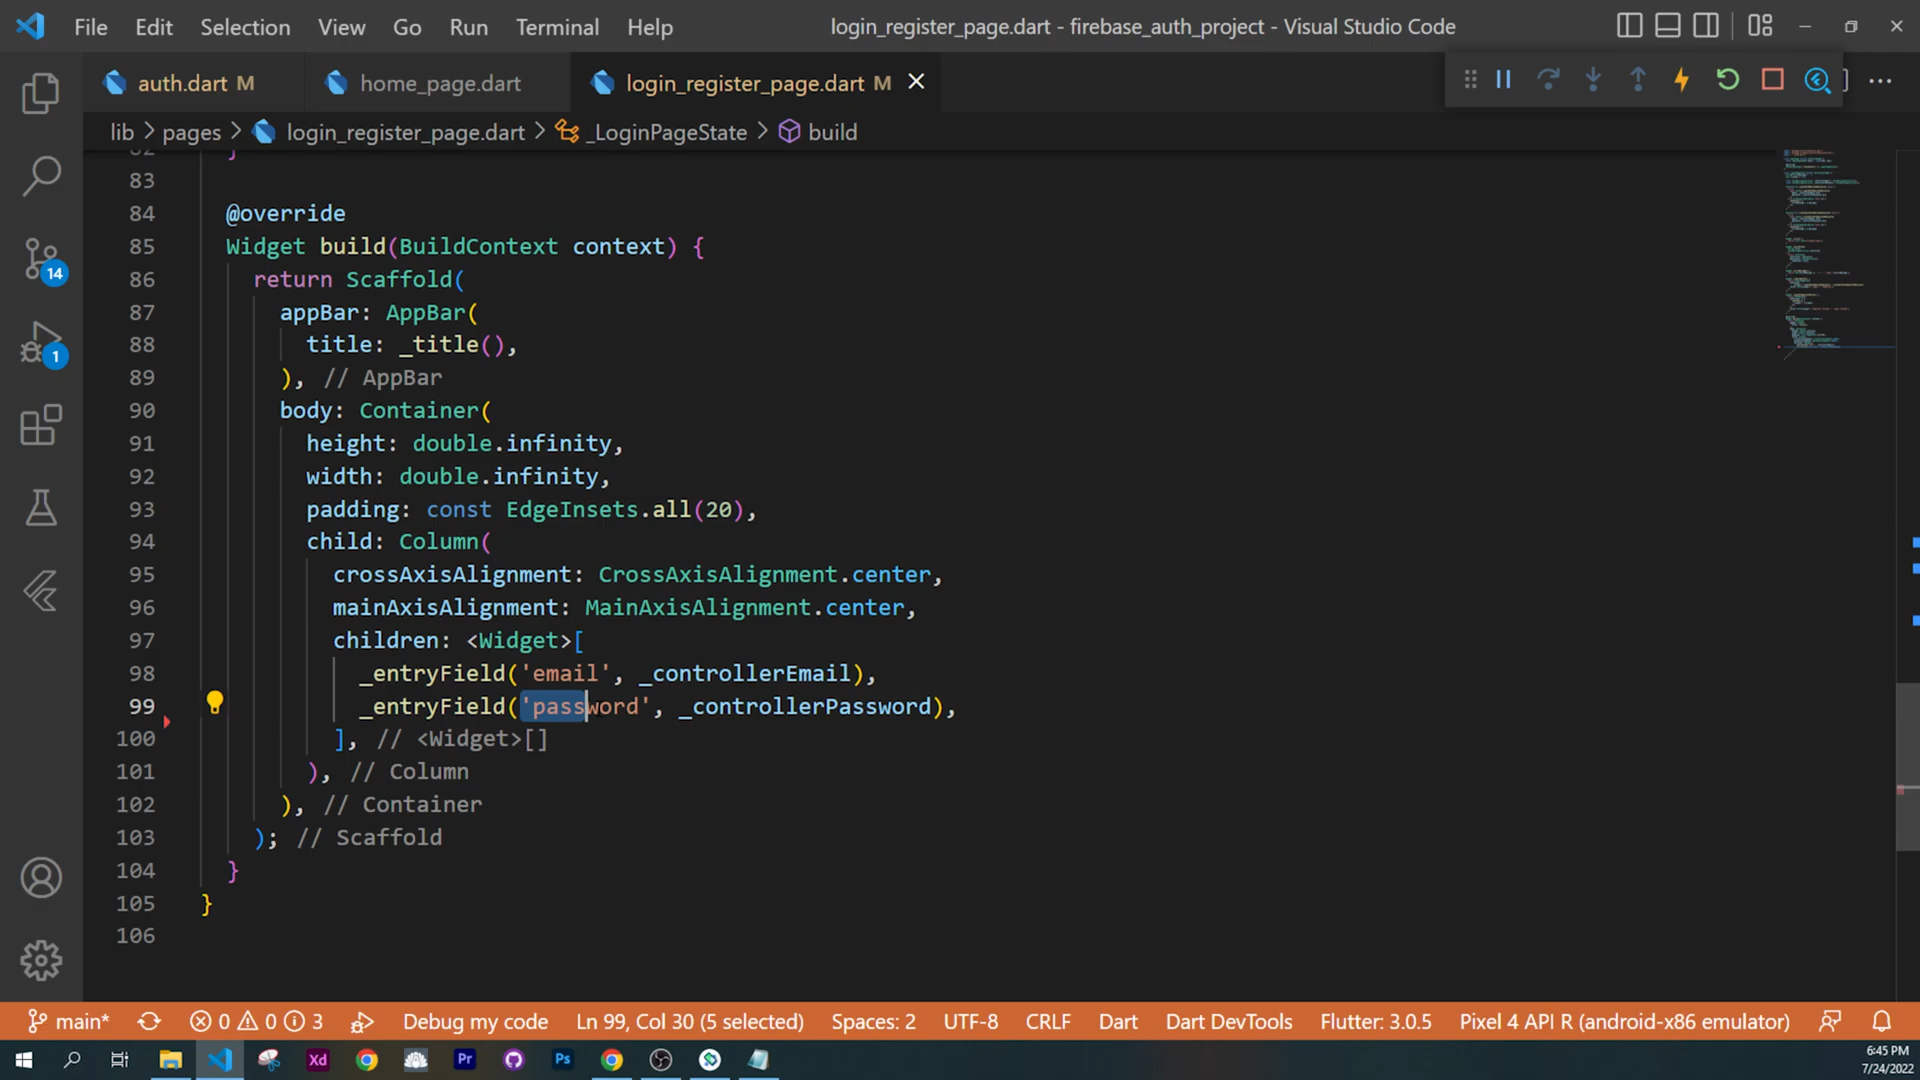 File Edit Selection View Go Run Terminal Help login_register_page.dart - firebase_auth_project - Visual Studio Code
auth.dart M home_page.dart login_register_page.dart M
lib > pages > login_register_page.dart > _LoginPageState > build
82 }
83
84 @override
85 Widget build(BuildContext context) {
86 return Scaffold(
87 appBar: AppBar(
88 title: _title(),
89 ), // AppBar
90 body: Container(
91 height: double.infinity,
92 width: double.infinity,
93 padding: const EdgeInsets.all(20),
94 child: Column(
95 crossAxisAlignment: CrossAxisAlignment.center,
96 mainAxisAlignment: MainAxisAlignment.center,
97 children: <Widget>[
98 _entryField('email', _controllerEmail),
99 _entryField('password', _controllerPassword),
100 ], // <Widget>[]
101 ), // Column
102 ), // Container
103 ); // Scaffold
104 }
105 }
106
14
1
main* 0 0 3 Debug my code Ln 99, Col 30 (5 selected) Spaces: 2 UTF-8 CRLF Dart Dart DevTools Flutter: 3.0.5 Pixel 4 API R (android-x86 emulator)
Xd Pr Ps
6:45 PM
7/24/2022